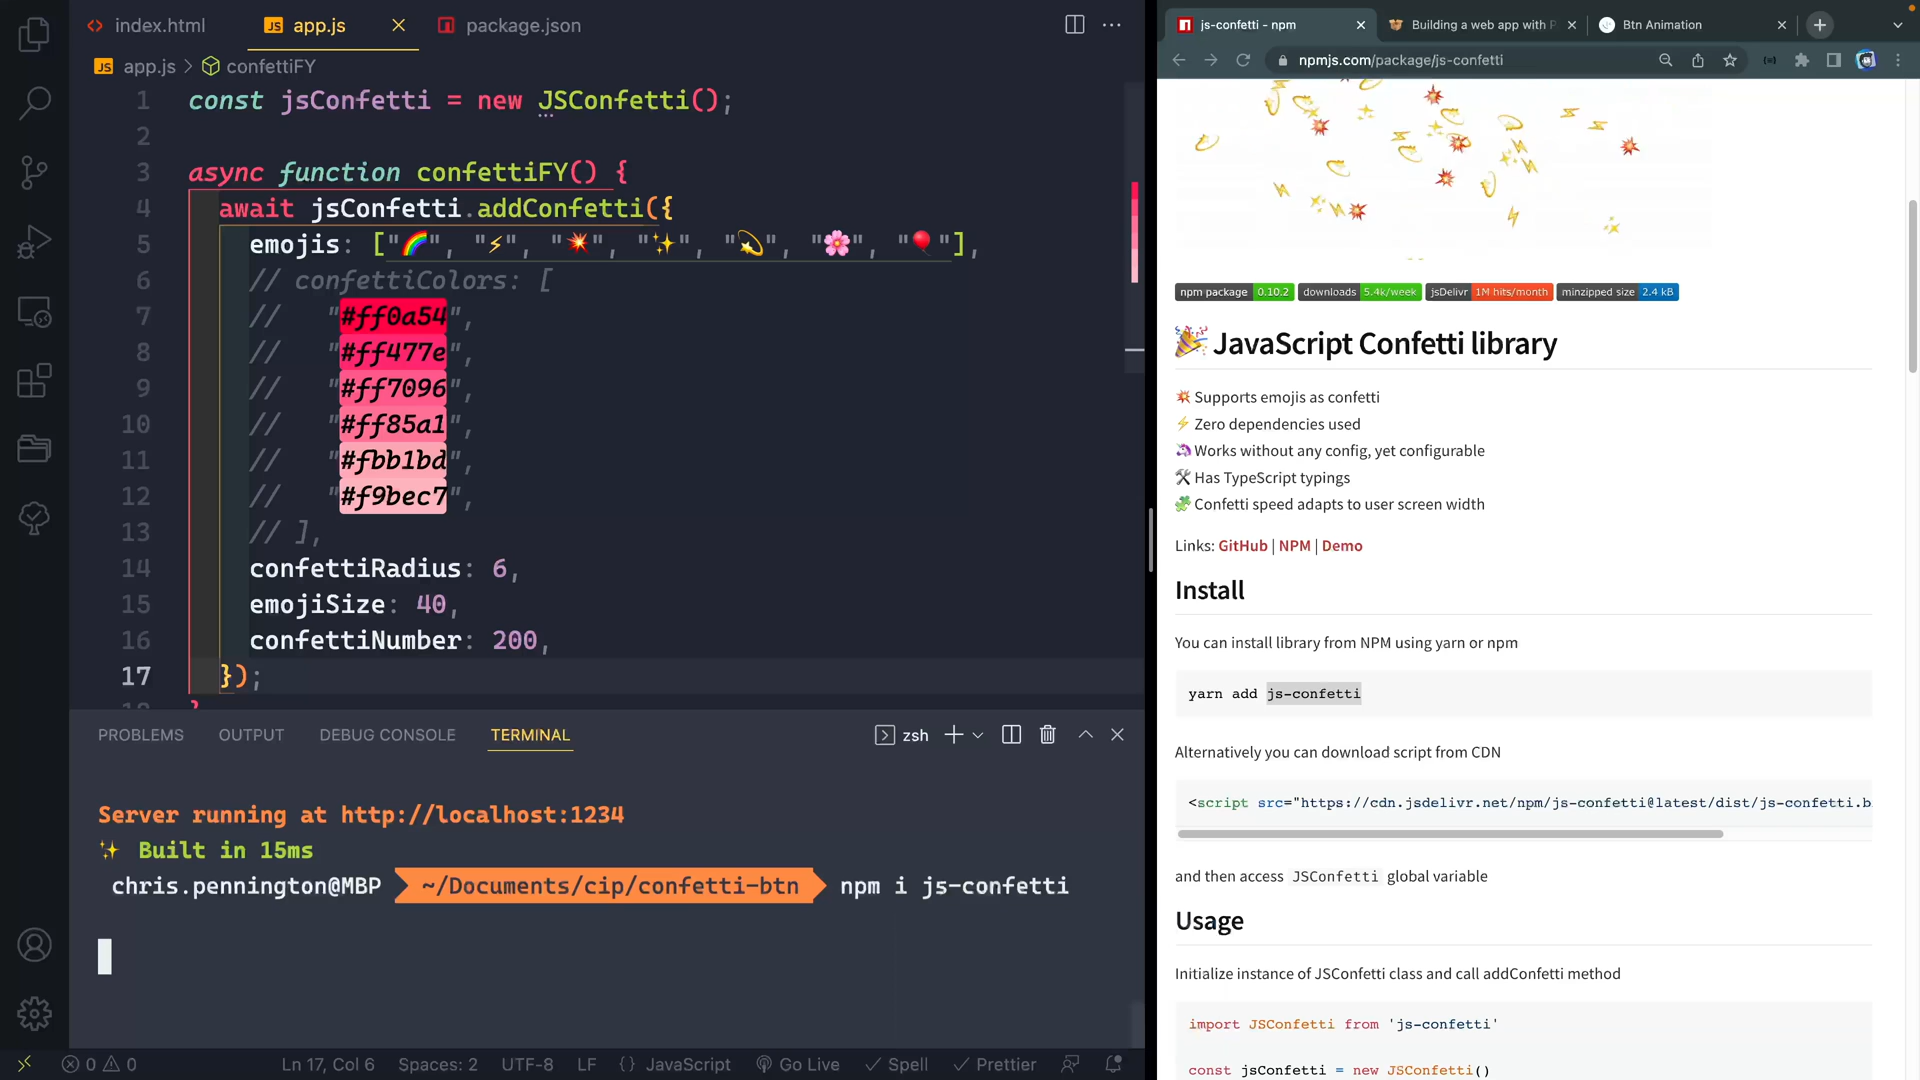 index.html
app.js
package.json
app.js > confettiFY
1 const jsConfetti = new JSConfetti();
2
3 async function confettiFY() {
4 await jsConfetti.addConfetti({
5 emojis: ["🌈", "⚡️", "💥", "✨", "💫", "🌸", "🎈"],
6 // confettiColors: [
7 // "#ff0a54",
8 // "#ff477e",
9 // "#ff7096",
10 // "#ff85a1",
11 // "#fbb1bd",
12 // "#f9bec7",
13 // ],
14 confettiRadius: 6,
15 emojiSize: 40,
16 confettiNumber: 200,
17 });
PROBLEMS OUTPUT DEBUG CONSOLE TERMINAL
zsh
Server running at http://localhost:1234
✨ Built in 15ms
chris.pennington@MBP ~/Documents/cip/confetti-btn npm i js-confetti
0 0 Ln 17, Col 6 Spaces: 2 UTF-8 LF {} JavaScript Go Live Spell Prettier
js-confetti - npm
Building a web app with
Btn Animation
npmjs.com/package/js-confetti
npm package 0.10.2 downloads 5.4k/week jsDelivr 1M hits/month minzipped size 2.4 kB
🎉 JavaScript Confetti library
💥 Supports emojis as confetti
⚡️ Zero dependencies used
🦄 Works without any config, yet configurable
🛠 Has TypeScript typings
🧩 Confetti speed adapts to user screen width
Links: GitHub | NPM | Demo
Install
You can install library from NPM using yarn or npm
yarn add js-confetti
Alternatively you can download script from CDN
<script src="https://cdn.jsdelivr.net/npm/js-confetti@latest/dist/js-confetti.b
and then access JSConfetti global variable
Usage
Initialize instance of JSConfetti class and call addConfetti method
import JSConfetti from 'js-confetti'
const jsConfetti = new JSConfetti()